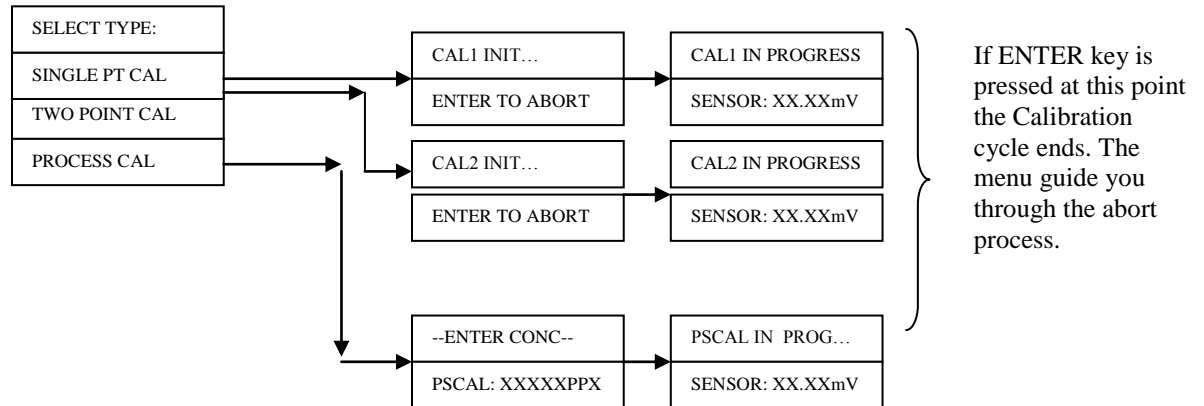 SELECT TYPE:
SINGLE PT CAL
TWO POINT CAL
PROCESS CAL
CAL1 INIT…
ENTER TO ABORT
CAL1 IN PROGRESS
SENSOR: XX.XXmV
CAL2 INIT…
ENTER TO ABORT
CAL2 IN PROGRESS
SENSOR: XX.XXmV
--ENTER CONC--
PSCAL: XXXXXPPX
PSCAL IN PROG…
SENSOR: XX.XXmV
If ENTER key is
pressed at this point
the Calibration
cycle ends. The
menu guide you
through the abort
process.